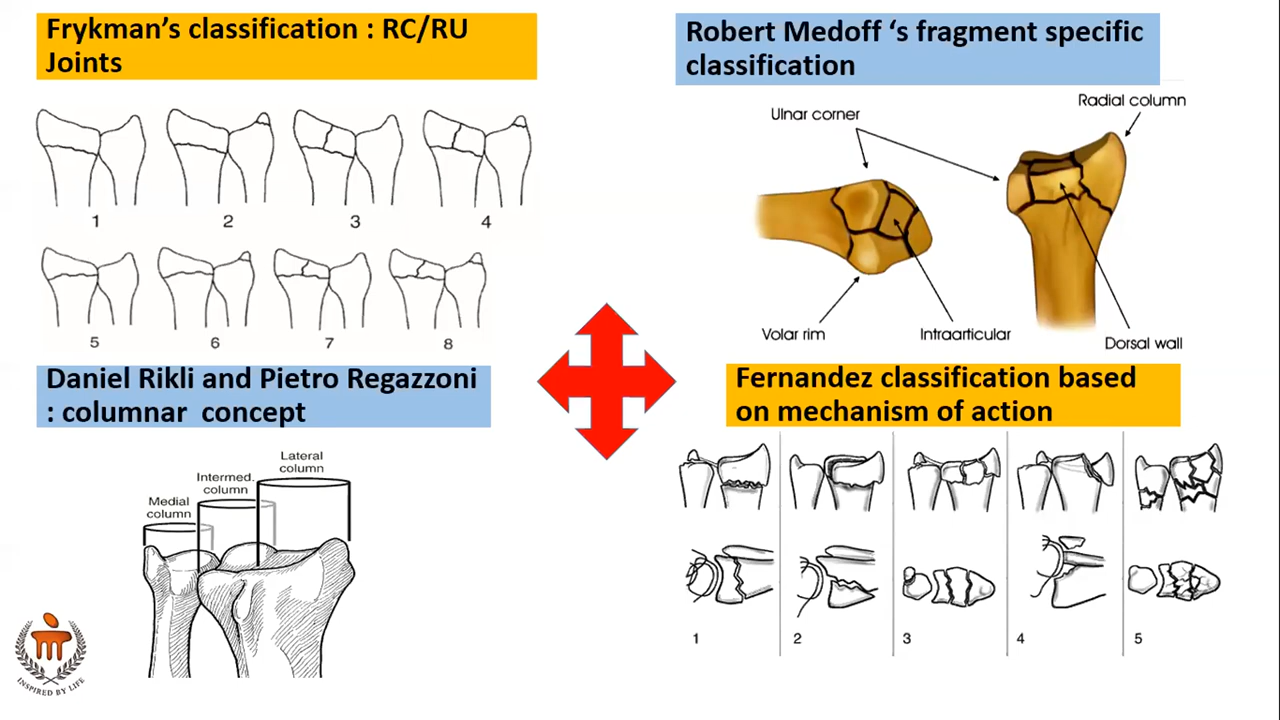 Frykman's classification : RC/RU
Joints
1
2
3
4
5
6
7
8
Robert Medoff ‘s fragment specific
classification
Radial column
Ulnar corner
Volar rim
Intraarticular
Dorsal wall
Daniel Rikli and Pietro Regazzoni
: columnar concept
Lateral
column
Intermed.
column
Medial
column
Fernandez classification based
on mechanism of action
1
2
3
4
5
INSPIRED BY LIFE